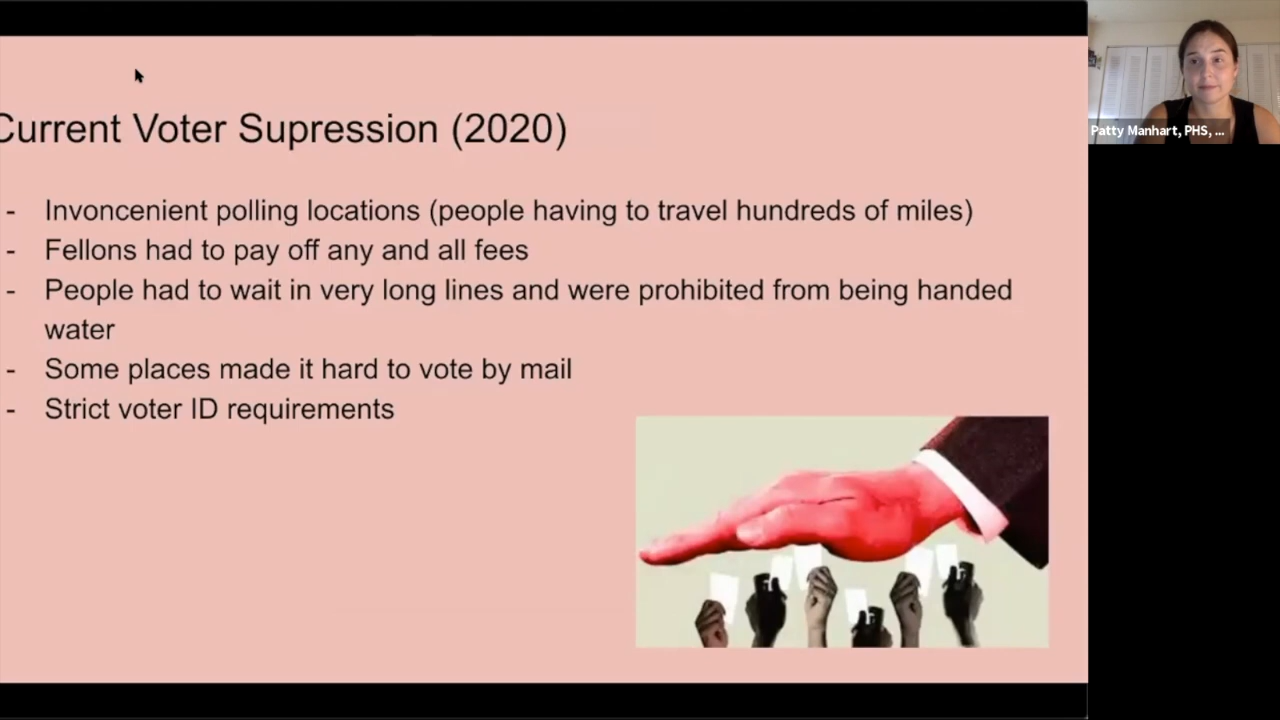 Current Voter Supression (2020)
- Invoncenient polling locations (people having to travel hundreds of miles)
- Fellons had to pay off any and all fees
- People had to wait in very long lines and were prohibited from being handed
water
- Some places made it hard to vote by mail
- Strict voter ID requirements
Patty Manhart, PHS, ...